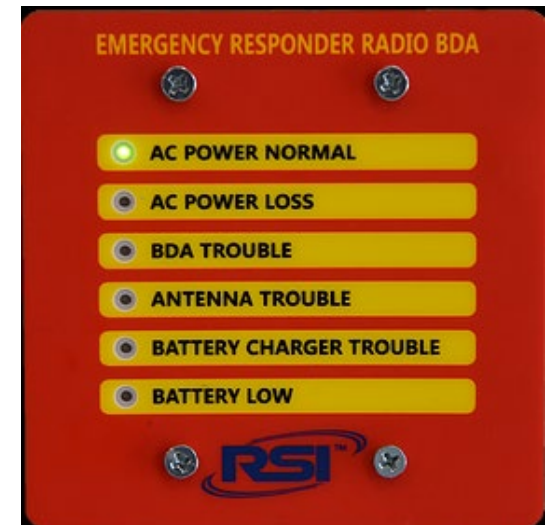 EMERGENCY RESPONDER RADIO BDA
AC POWER NORMAL
AC POWER LOSS
BDA TROUBLE
ANTENNA TROUBLE
BATTERY CHARGER TROUBLE
BATTERY LOW
RSI™